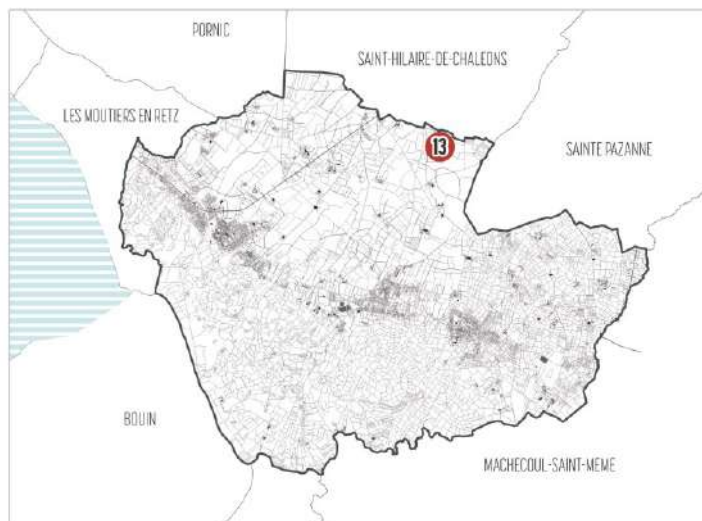 PORNIC
SAINT-HILAIRE-DE-CHALEONS
LES MOUTIERS EN RETZ
13
SAINTE PAZANNE
BOUIN
MACHECOUL-SAINT-MEME